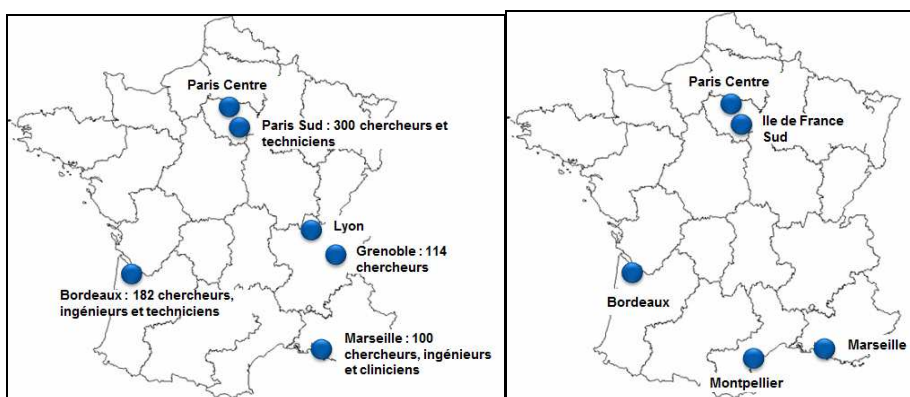 Paris Centre
Paris Sud : 300 chercheurs et
techniciens
Lyon
Grenoble : 114
chercheurs
Bordeaux : 182 chercheurs,
ingénieurs et techniciens
Marseille : 100
chercheurs, ingénieurs
et cliniciens
Paris Centre
Ile de France
Sud
Bordeaux
Marseille
Montpellier